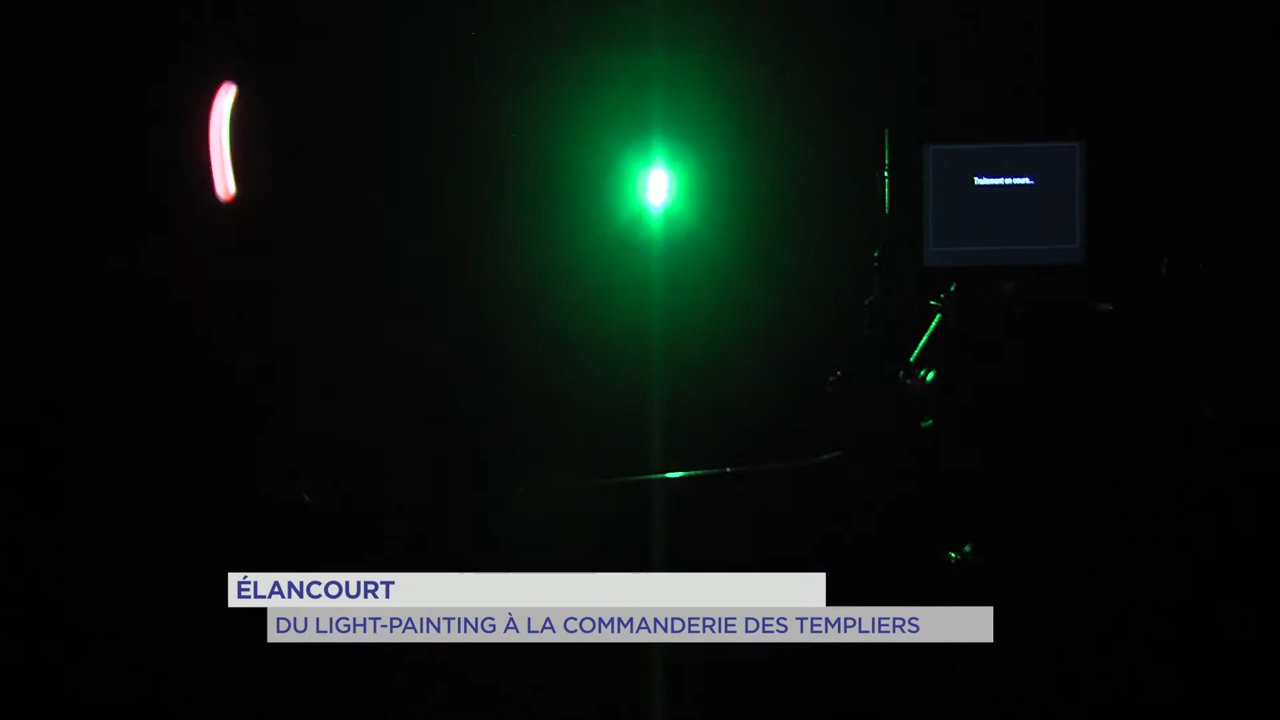 Traitement en cours...
ÉLANCOURT
DU LIGHT-PAINTING À LA COMMANDERIE DES TEMPLIERS